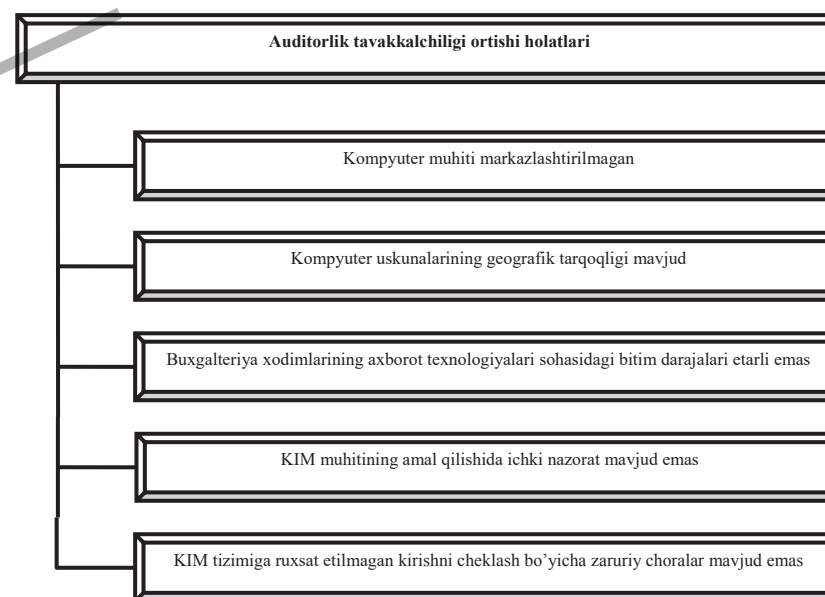 Auditorlik tavakkalchiligi ortishi holatlari
Kompyuter muhiti markazlashtirilmagan
Kompyuter uskunalarining geografik tarqoqligi mavjud
Buxgalteriya xodimlarining axborot texnologiyalari sohasidagi bitim darajalari etarli emas
KIM muhitining amal qilishida ichki nazorat mavjud emas
KIM tizimiga ruxsat etilmagan kirishni cheklash bo’yicha zaruriy choralar mavjud emas